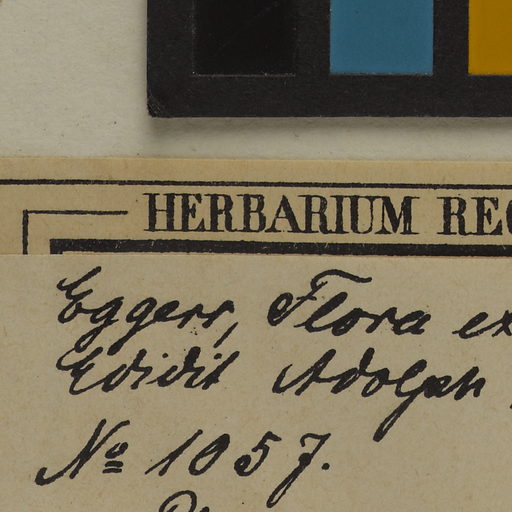 HERBARIUM REG
Eggers, Flora ex
Edidit Adolph
Nº 1057.